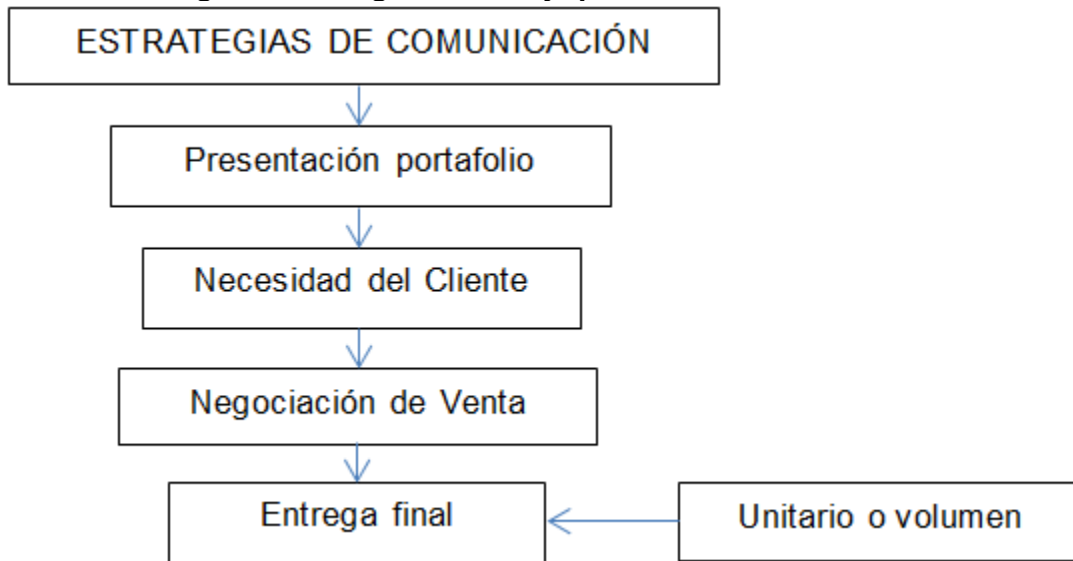 ESTRATEGIAS DE COMUNICACIÓN
Presentación portafolio
Necesidad del Cliente
Negociación de Venta
Entrega final
Unitario o volumen